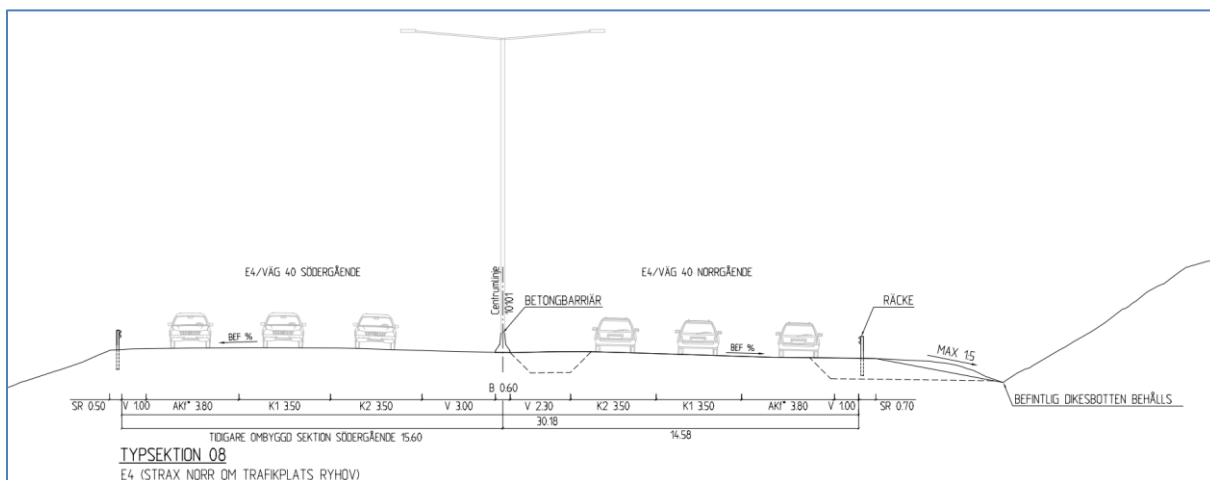 E4/VÄG 40 SÖDERGÅENDE
Centrumlinje
10101
E4/VÄG 40 NORRGÅENDE
BETONGBARRIÄR
RÄCKE
BEF %
BEF %
MAX 1:5
B 0.60
SR 0.50 V 1.00 AKf* 3.80 K1 3.50 K2 3.50 V 3.00 V 2.30 K2 3.50 K1 3.50 AKf* 3.80 V 1.00 SR 0.70
BEFINTLIG DIKESBOTTEN BEHÅLLS
30.18
TIDIGARE OMBYGGD SEKTION SÖDERGÅENDE 15.60
14.58
TYPSEKTION 08
E4 (STRAX NORR OM TRAFIKPLATS RYHOV)